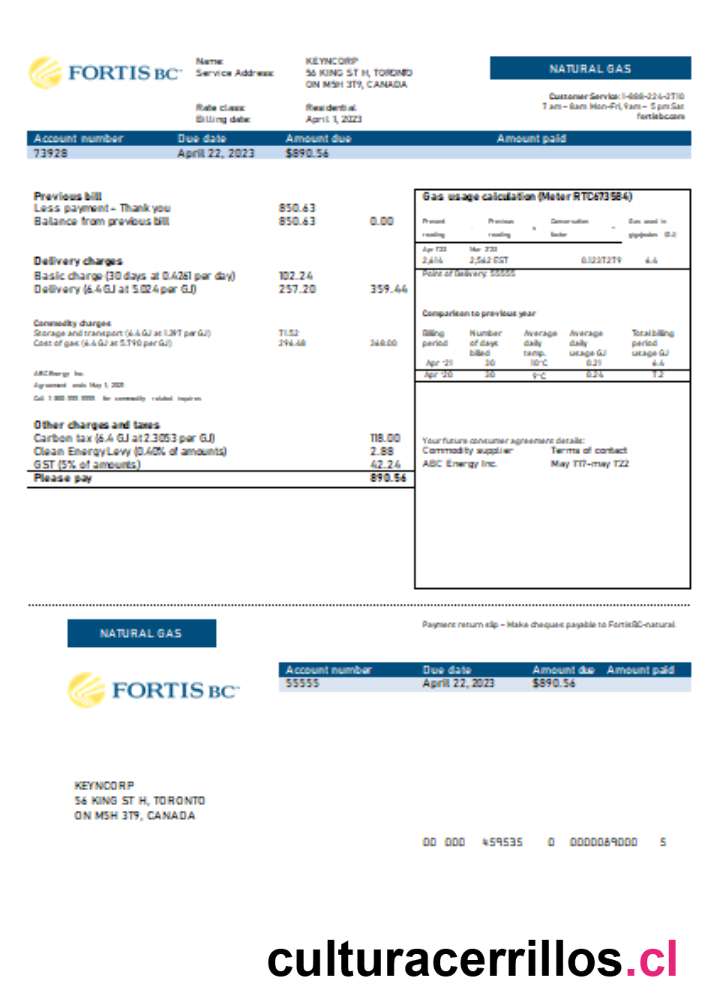 FORTIS BC
Name: KEYNCORP
Service Address: 56 KING ST H, TORONTO
ON M5H 3T9, CANADA
NATURAL GAS
Customer Service: 1-888-224-2710
7 am – 8am Mon-Fri, 9am – 5 pm Sat
fortisbc.com
Rate class: Residential
Billing date: April 1, 2023
Account number Due date Amount due Amount paid
73928 April 22, 2023 $890.56
Previous bill
Less payment – Thank you 850.63
Balance from previous bill 850.63 0.00
Delivery charges
Basic charge (30 days at 0.4261 per day) 102.24
Delivery (6.4 GJ at 5.024 per GJ) 257.20 359.44
Commodity charges
Storage and transport (6.4 GJ at 1.397 per GJ) 71.52
Cost of gas (6.4 GJ at 5.790 per GJ) 296.48 368.00
ABC Energy Inc.
Agreement ends May 1, 2021
Call 1 800 555 5555 for commodity related inquires
Other charges and taxes
Carbon tax (6.4 GJ at 2.3053 per GJ) 118.00
Clean Energy Levy (0.40% of amounts) 2.88
GST (5% of amounts) 42.24
Please pay 890.56
Gas usage calculation (Meter RTC673584)
Present reading - Previous reading x Conversation factor = Gas used in gigajoules (GJ)
Apr 1'23 Mar 2'23
2,616 2,562 EST 0.1227279 6.4
Point of Delivery: 55555
Comparison to previous year
Billing period Number of days billed Average daily temp. Average daily usage GJ Total billing period usage GJ
Apr '21 30 10°C 0.21 6.4
Apr '20 30 9°C 0.24 7.2
Your future consumer agreement details:
Commodity supplier Terms of contact
ABC Energy Inc. May 1'17-may 1'22
NATURAL GAS
Payment return slip – Make cheques payable to FortisBC-natural
FORTIS BC
Account number Due date Amount due Amount paid
55555 April 22, 2023 $890.56
KEYNCORP
56 KING ST H, TORONTO
ON M5H 3T9, CANADA
00 000 459535 0 0000089000 5
culturacerrillos.cl